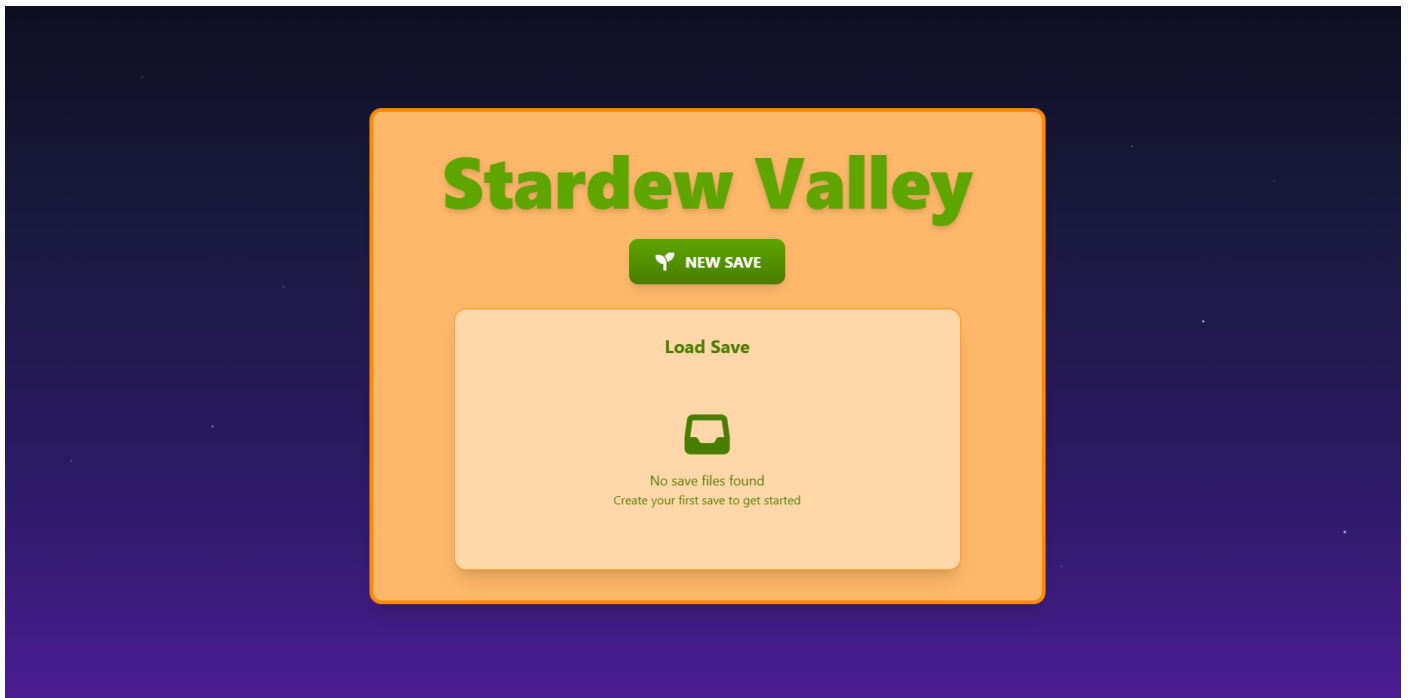 Stardew Valley
NEW SAVE
Load Save
No save files found
Create your first save to get started